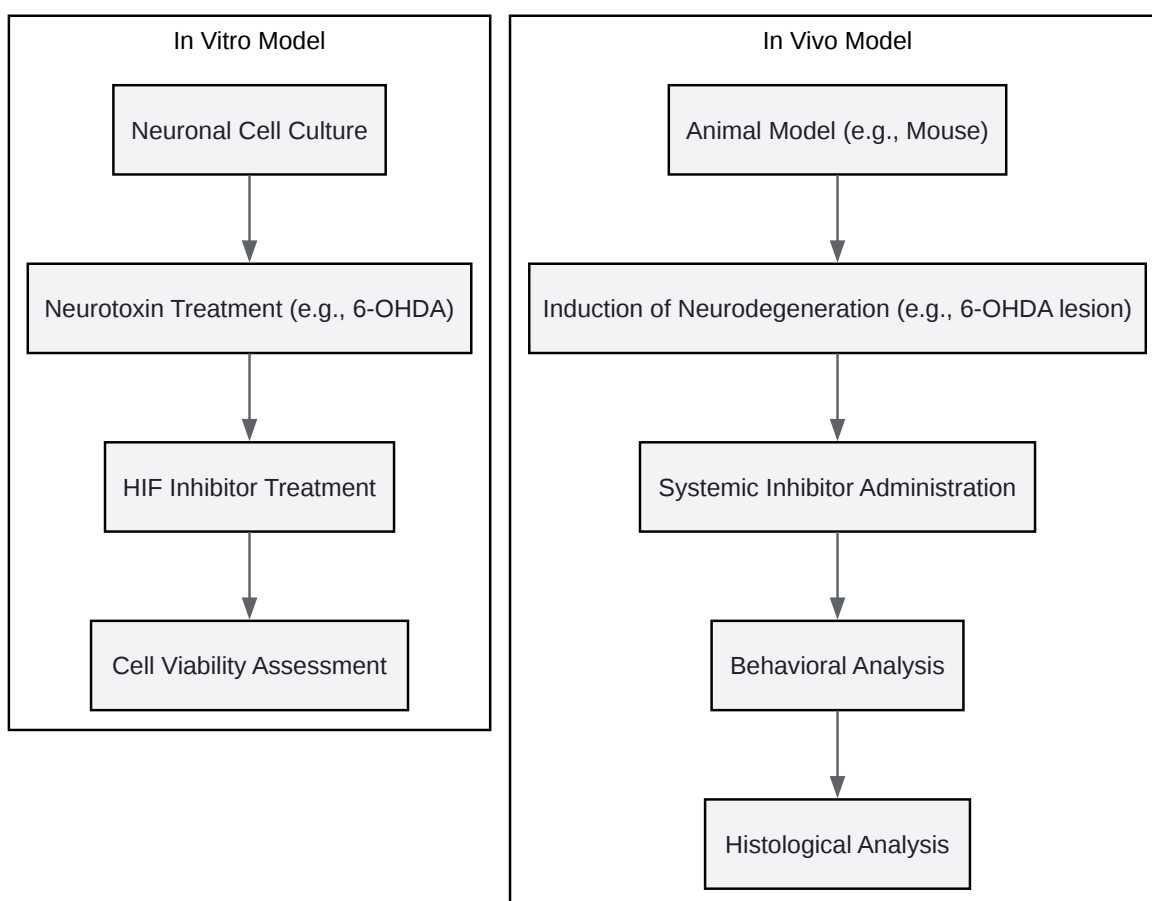 In Vitro Model
Neuronal Cell Culture
Neurotoxin Treatment (e.g., 6-OHDA)
HIF Inhibitor Treatment
Cell Viability Assessment
In Vivo Model
Animal Model (e.g., Mouse)
Induction of Neurodegeneration (e.g., 6-OHDA lesion)
Systemic Inhibitor Administration
Behavioral Analysis
Histological Analysis